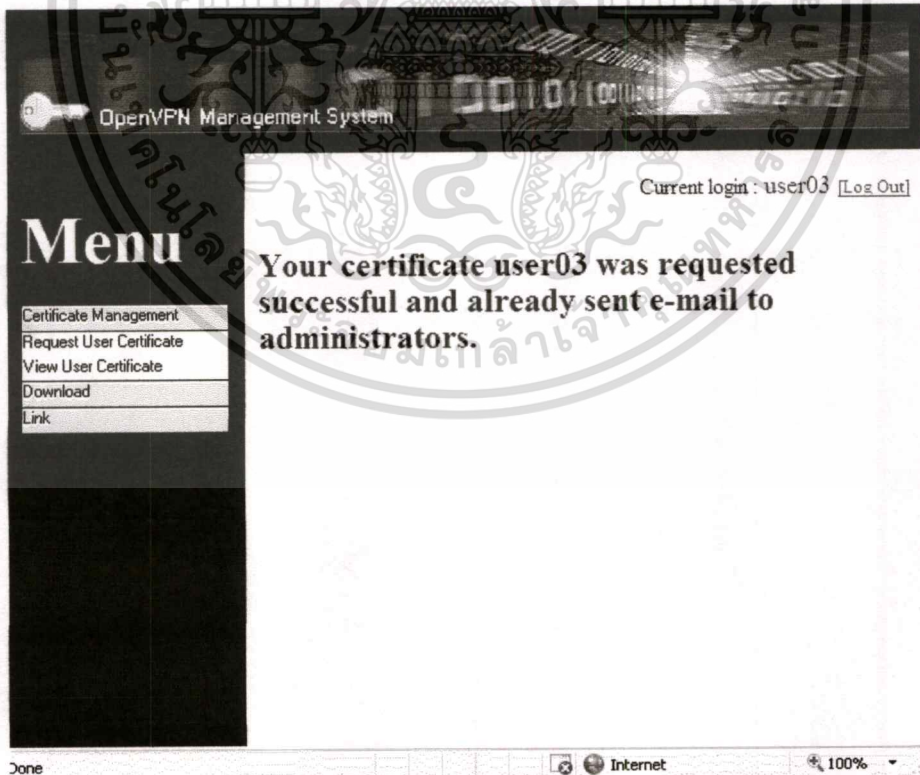 OpenVPN Management System
Current login : user03 [Log Out]
Menu
Certificate Management
Request User Certificate
View User Certificate
Download
Link
Your certificate user03 was requested
successful and already sent e-mail to
administrators.
Done
Internet
100%